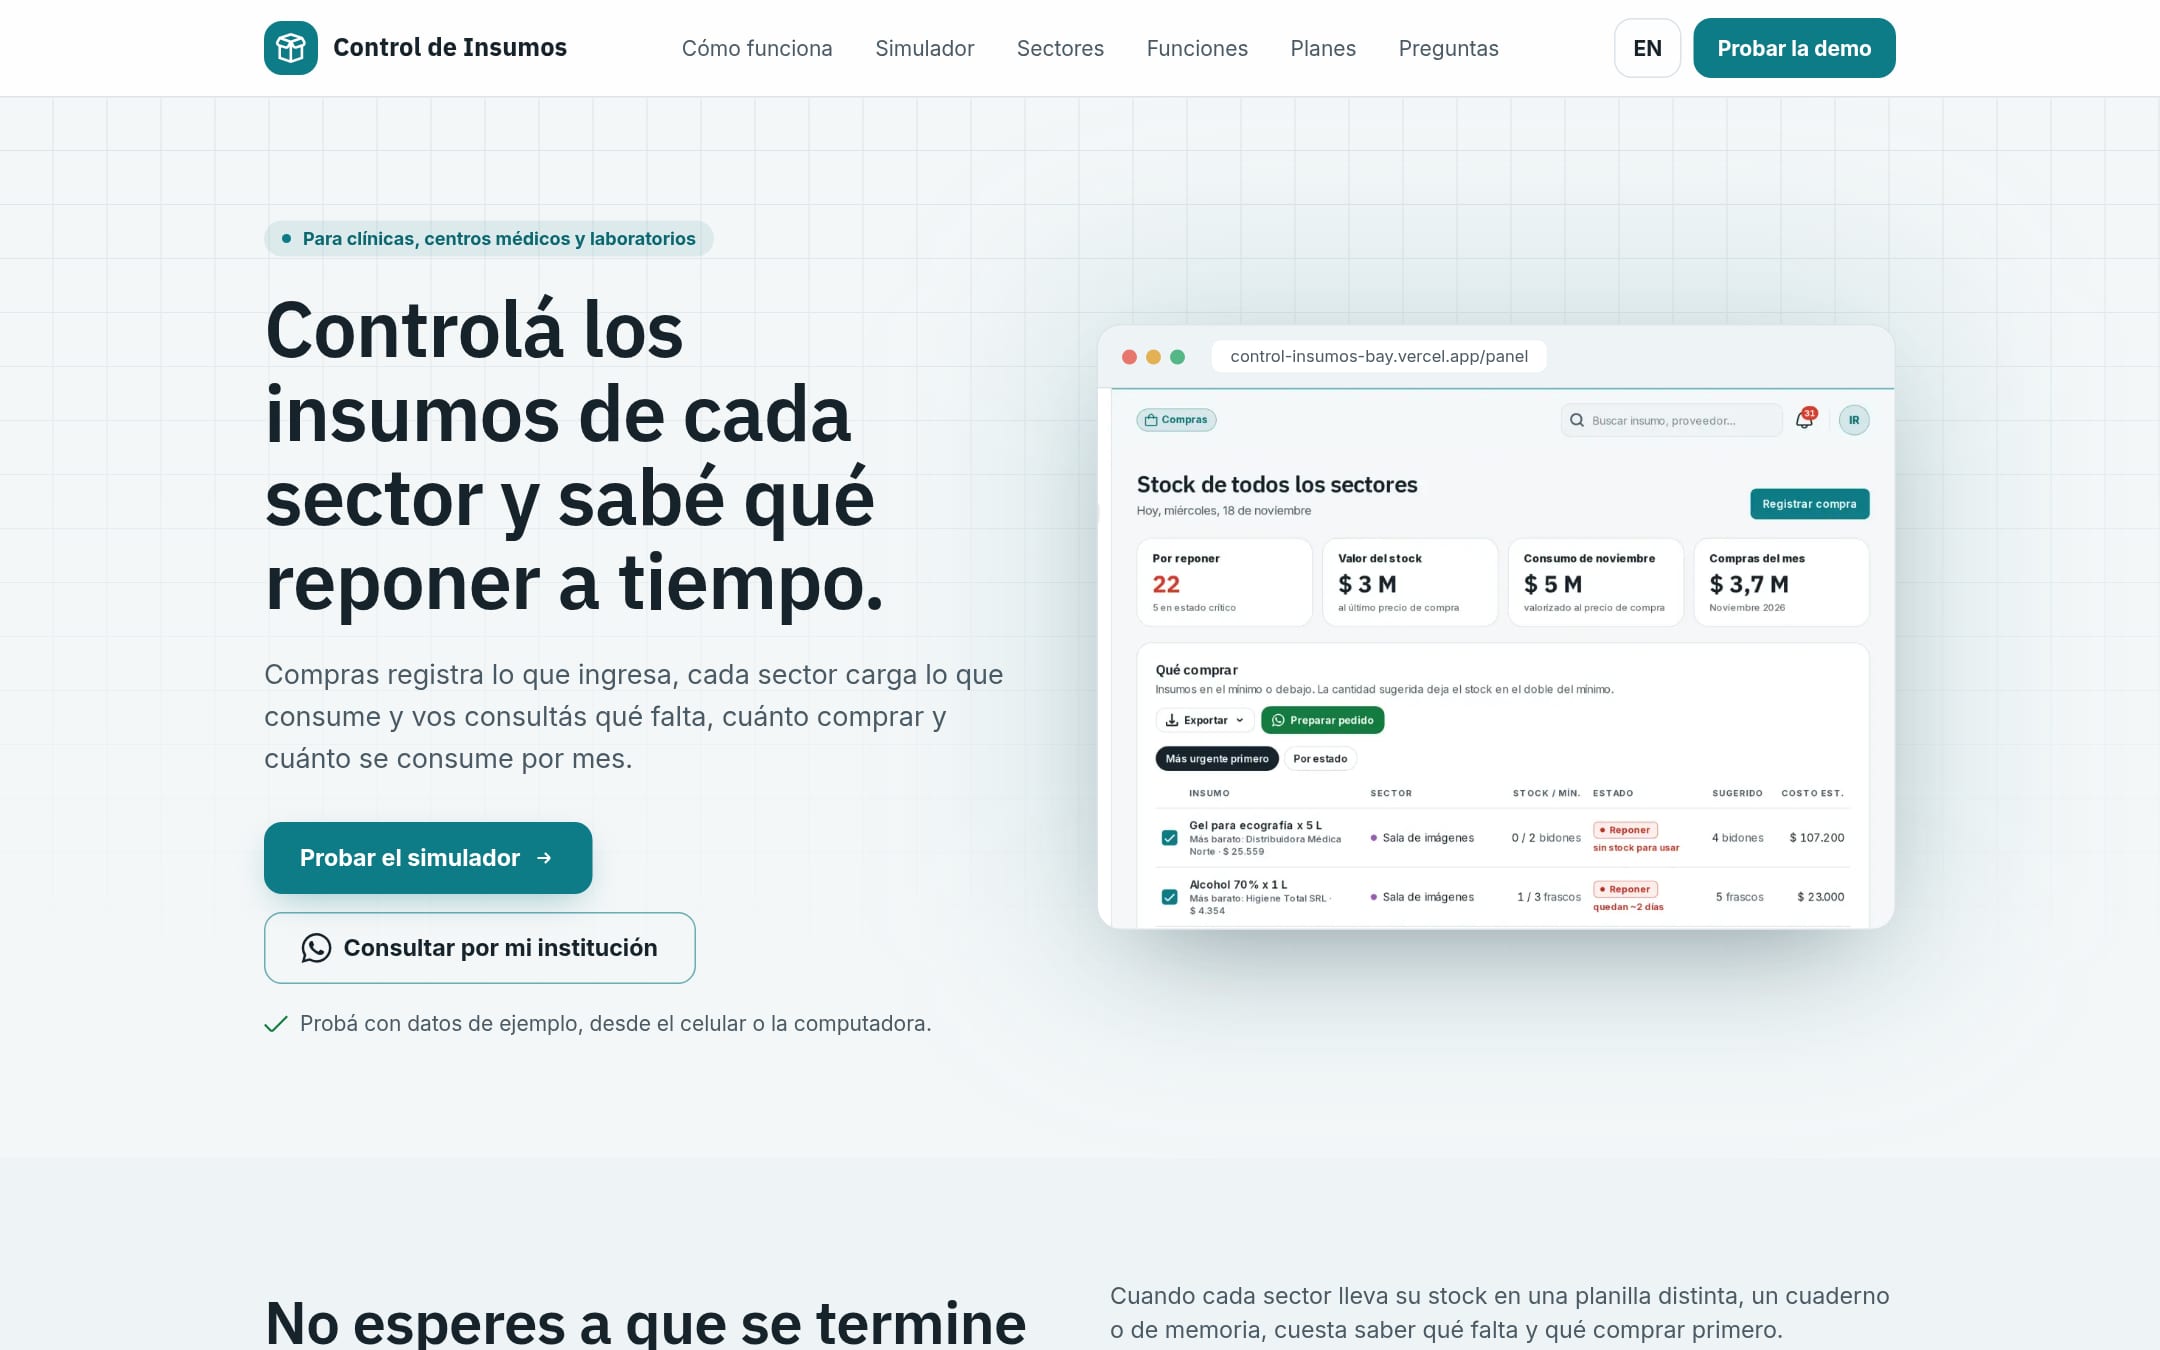 Control de Insumos
Cómo funciona
Simulador
Sectores
Funciones
Planes
Preguntas
EN
Probar la demo
Para clínicas, centros médicos y laboratorios
Controlá los
insumos de cada
sector y sabé qué
reponer a tiempo.
Compras registra lo que ingresa, cada sector carga lo que
consume y vos consultás qué falta, cuánto comprar y
cuánto se consume por mes.
Probar el simulador →
Consultar por mi institución
Probá con datos de ejemplo, desde el celular o la computadora.
control-insumos-bay.vercel.app/panel
Compras
Buscar insumo, proveedor...
31
IR
Stock de todos los sectores
Hoy, miércoles, 18 de noviembre
Registrar compra
Por reponer
22
5 en estado crítico
Valor del stock
$ 3 M
al último precio de compra
Consumo de noviembre
$ 5 M
valorizado al precio de compra
Compras del mes
$ 3,7 M
Noviembre 2026
Qué comprar
Insumos en el mínimo o debajo. La cantidad sugerida deja el stock en el doble del mínimo.
Exportar
Preparar pedido
Más urgente primero
Por estado
INSUMO SECTOR STOCK / MÍN. ESTADO SUGERIDO COSTO EST.
Gel para ecografía x 5 L
Más barato: Distribuidora Médica
Norte · $ 25.559
Sala de imágenes
0 / 2 bidones
Reponer
sin stock para usar
4 bidones
$ 107.200
Alcohol 70% x 1 L
Más barato: Higiene Total SRL ·
$ 4.354
Sala de imágenes
1 / 3 frascos
Reponer
quedan ~2 días
5 frascos
$ 23.000
No esperes a que se termine
Cuando cada sector lleva su stock en una planilla distinta, un cuaderno
o de memoria, cuesta saber qué falta y qué comprar primero.